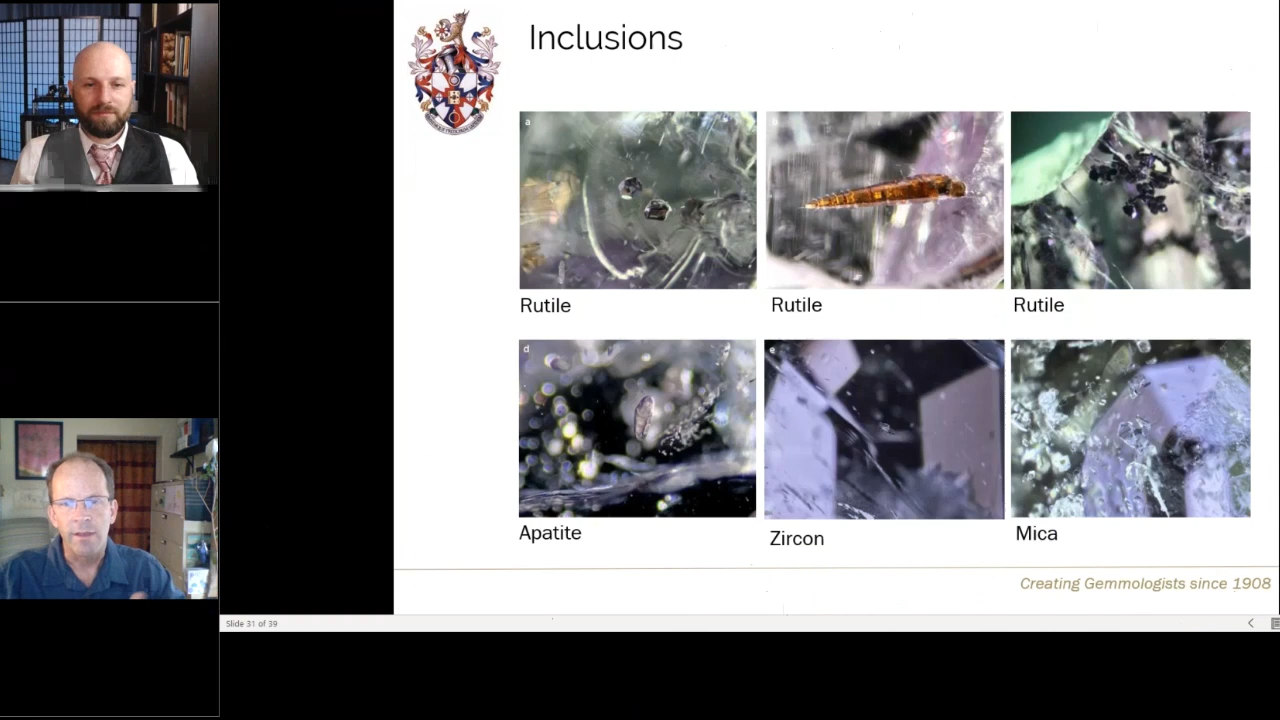 Inclusions
a
Rutile
Rutile
Rutile
d
e
f
Apatite
Zircon
Mica
Creating Gemmologists since 1908
Slide 31 of 39